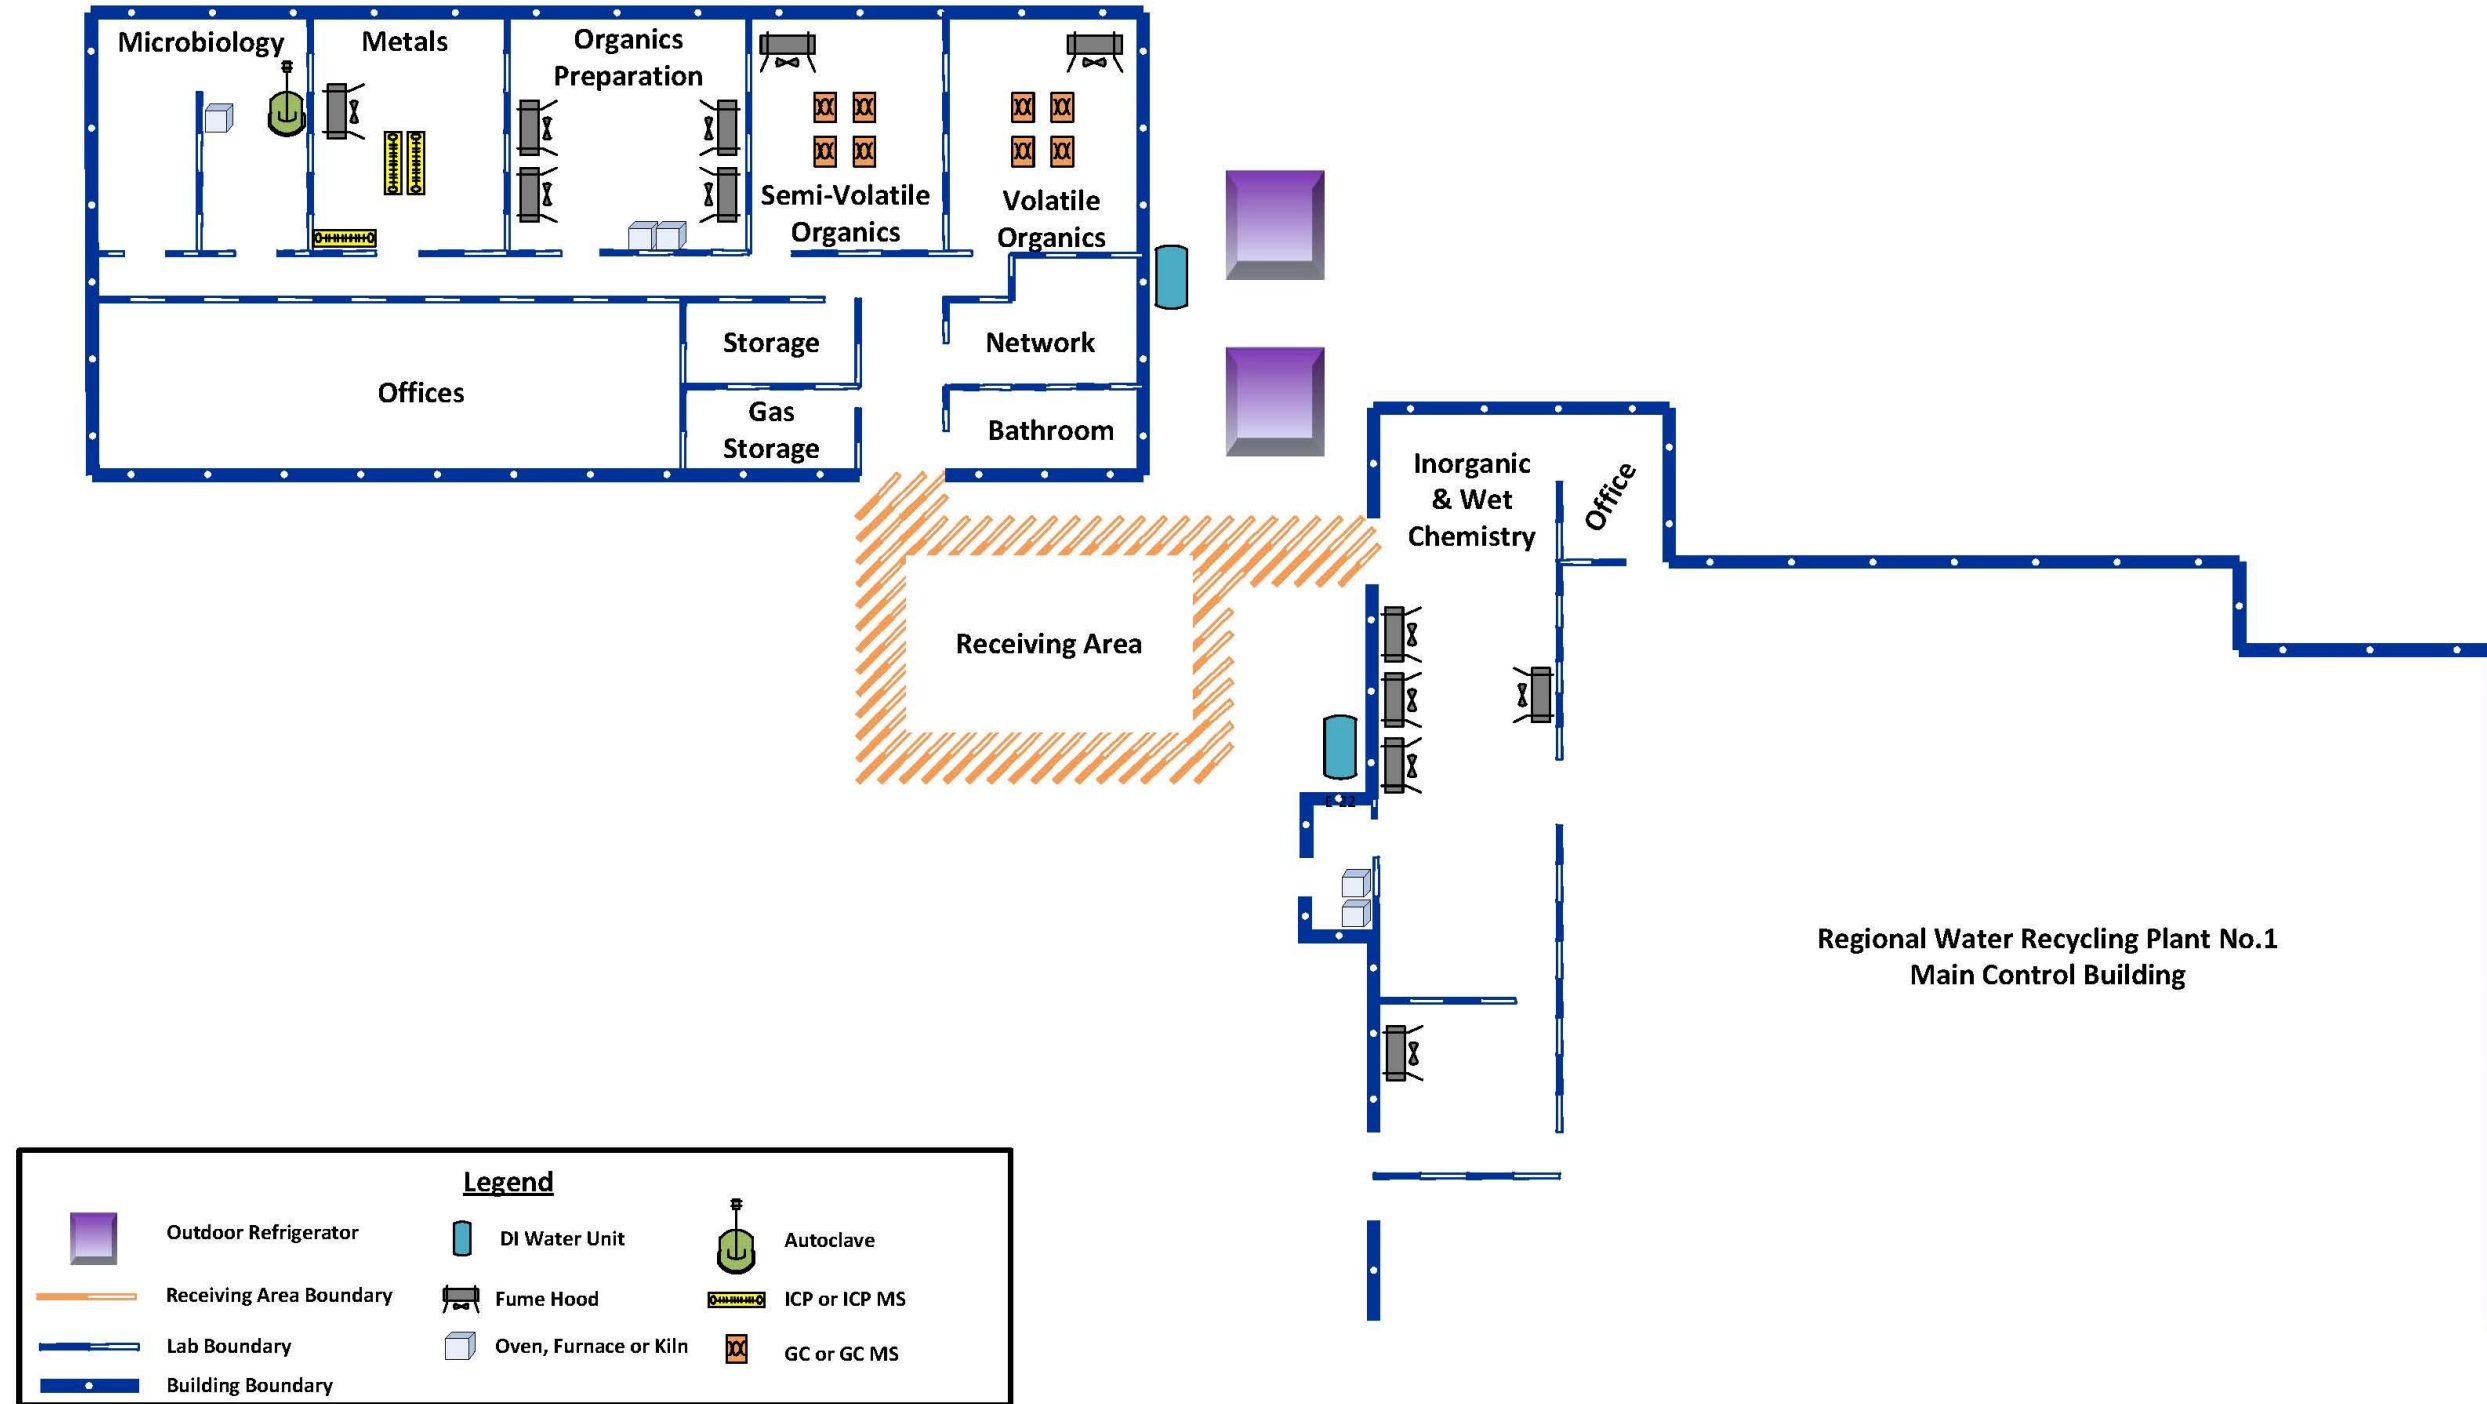 Microbiology
Metals
Organics
Preparation
Semi-Volatile
Organics
Volatile
Organics
Offices
Storage
Gas
Storage
Network
Bathroom
Inorganic
& Wet
Chemistry
Office
Receiving Area
E-22
Regional Water Recycling Plant No.1
Main Control Building
Legend
Outdoor Refrigerator
DI Water Unit
Autoclave
Receiving Area Boundary
Fume Hood
ICP or ICP MS
Lab Boundary
Oven, Furnace or Kiln
GC or GC MS
Building Boundary